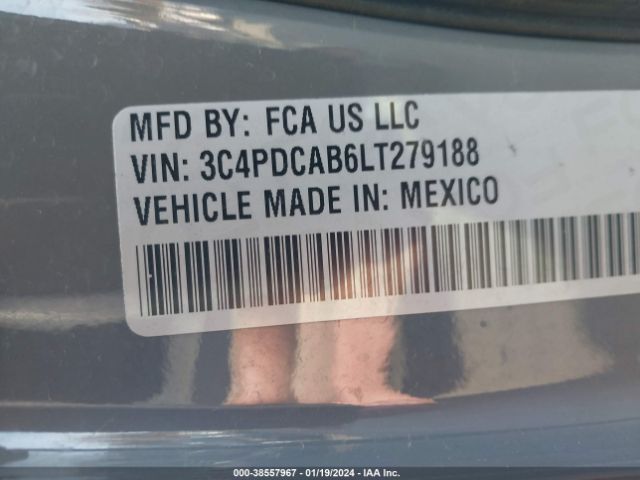 MFD BY: FCA US LLC
VIN: 3C4PDCAB6LT279188
VEHICLE MADE IN: MEXICO
000-38557967 - 01/19/2024 - IAA Inc.